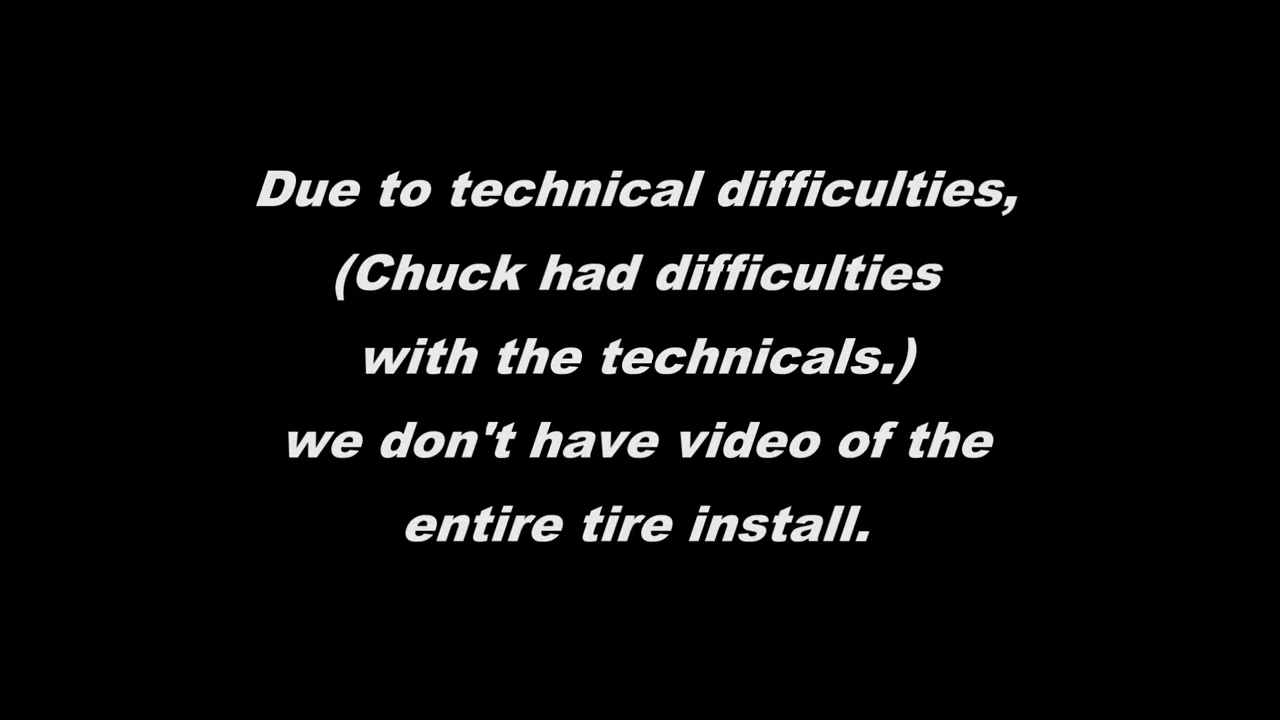 Due to technical difficulties,
(Chuck had difficulties
with the technicals.)
we don't have video of the
entire tire install.